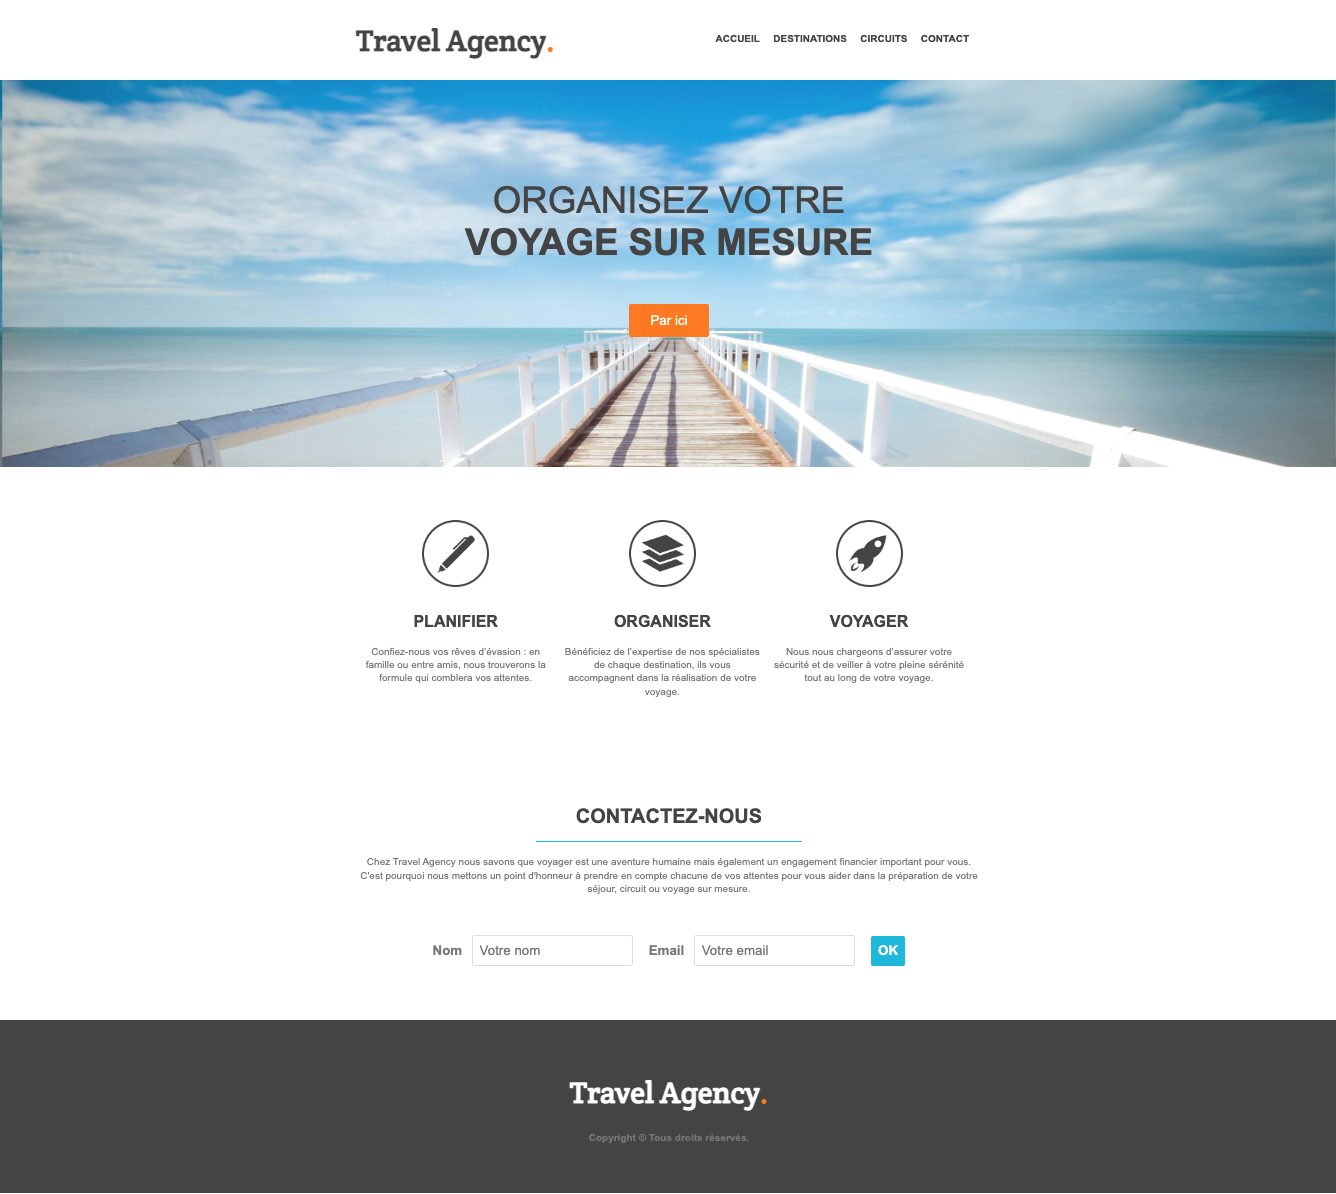 Travel Agency.
ACCUEIL DESTINATIONS CIRCUITS CONTACT
ORGANISEZ VOTRE
VOYAGE SUR MESURE
Par ici
PLANIFIER
Confiez-nous vos rêves d'évasion : en
famille ou entre amis, nous trouverons la
formule qui comblera vos attentes.
ORGANISER
Bénéficiez de l'expertise de nos spécialistes
de chaque destination, ils vous
accompagnent dans la réalisation de votre
voyage.
VOYAGER
Nous nous chargeons d'assurer votre
sécurité et de veiller à votre pleine sérénité
tout au long de votre voyage.
CONTACTEZ-NOUS
Chez Travel Agency nous savons que voyager est une aventure humaine mais également un engagement financier important pour vous.
C'est pourquoi nous mettons un point d'honneur à prendre en compte chacune de vos attentes pour vous aider dans la préparation de votre
séjour, circuit ou voyage sur mesure.
Nom Votre nom Email Votre email OK
Travel Agency.
Copyright © Tous droits réservés.